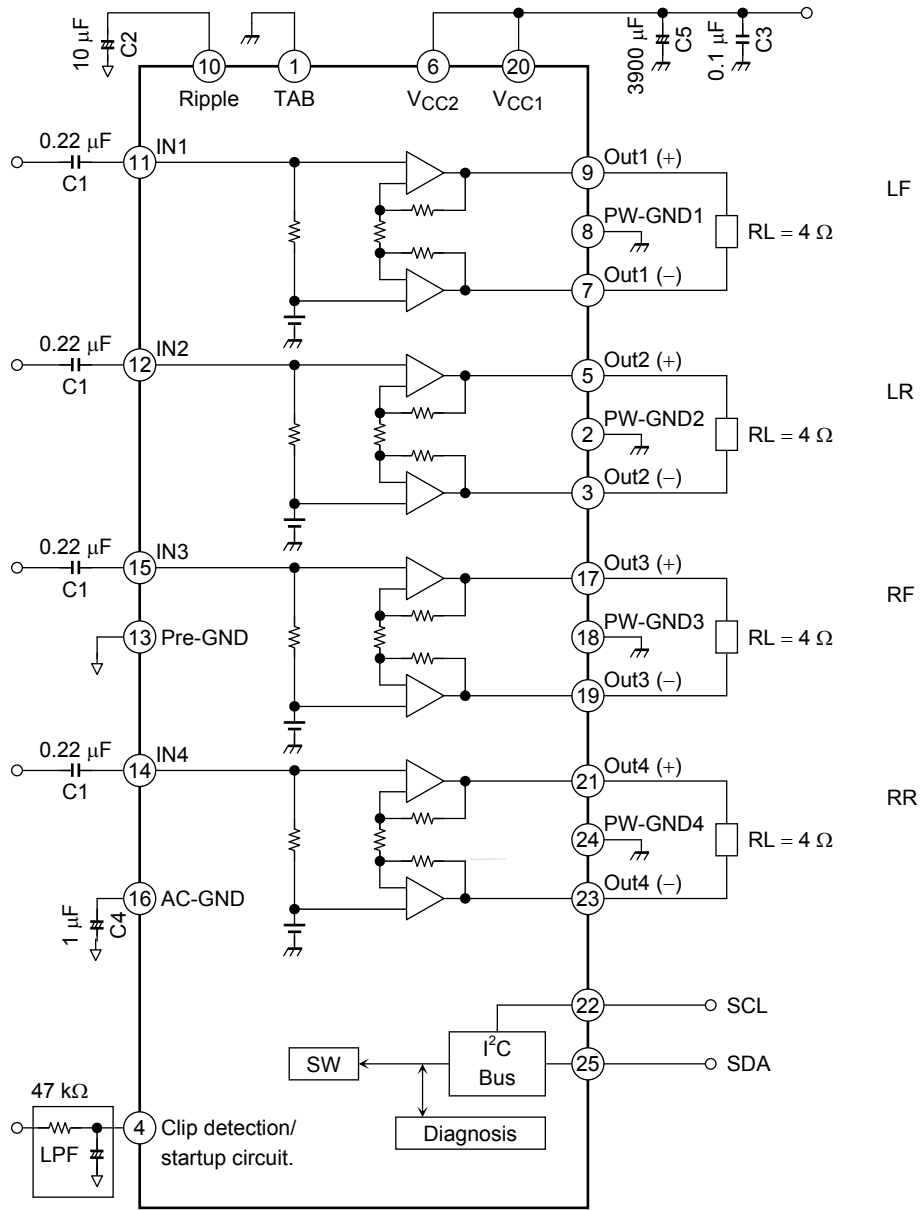 10 μF
C2
3900 μF
C5
0.1 μF
C3
10
1
6
20
Ripple
TAB
VCC2
VCC1
0.22 μF
C1
11
IN1
9
Out1 (+)
8
PW-GND1
7
Out1 (−)
RL = 4 Ω
LF
0.22 μF
C1
12
IN2
5
Out2 (+)
2
PW-GND2
3
Out2 (−)
RL = 4 Ω
LR
0.22 μF
C1
15
IN3
13
Pre-GND
17
Out3 (+)
18
PW-GND3
19
Out3 (−)
RL = 4 Ω
RF
0.22 μF
C1
14
IN4
21
Out4 (+)
24
PW-GND4
23
Out4 (−)
RL = 4 Ω
RR
16
AC-GND
1 μF
C4
22
SCL
I²C
Bus
25
SDA
SW
Diagnosis
47 kΩ
LPF
4
Clip detection/
startup circuit.